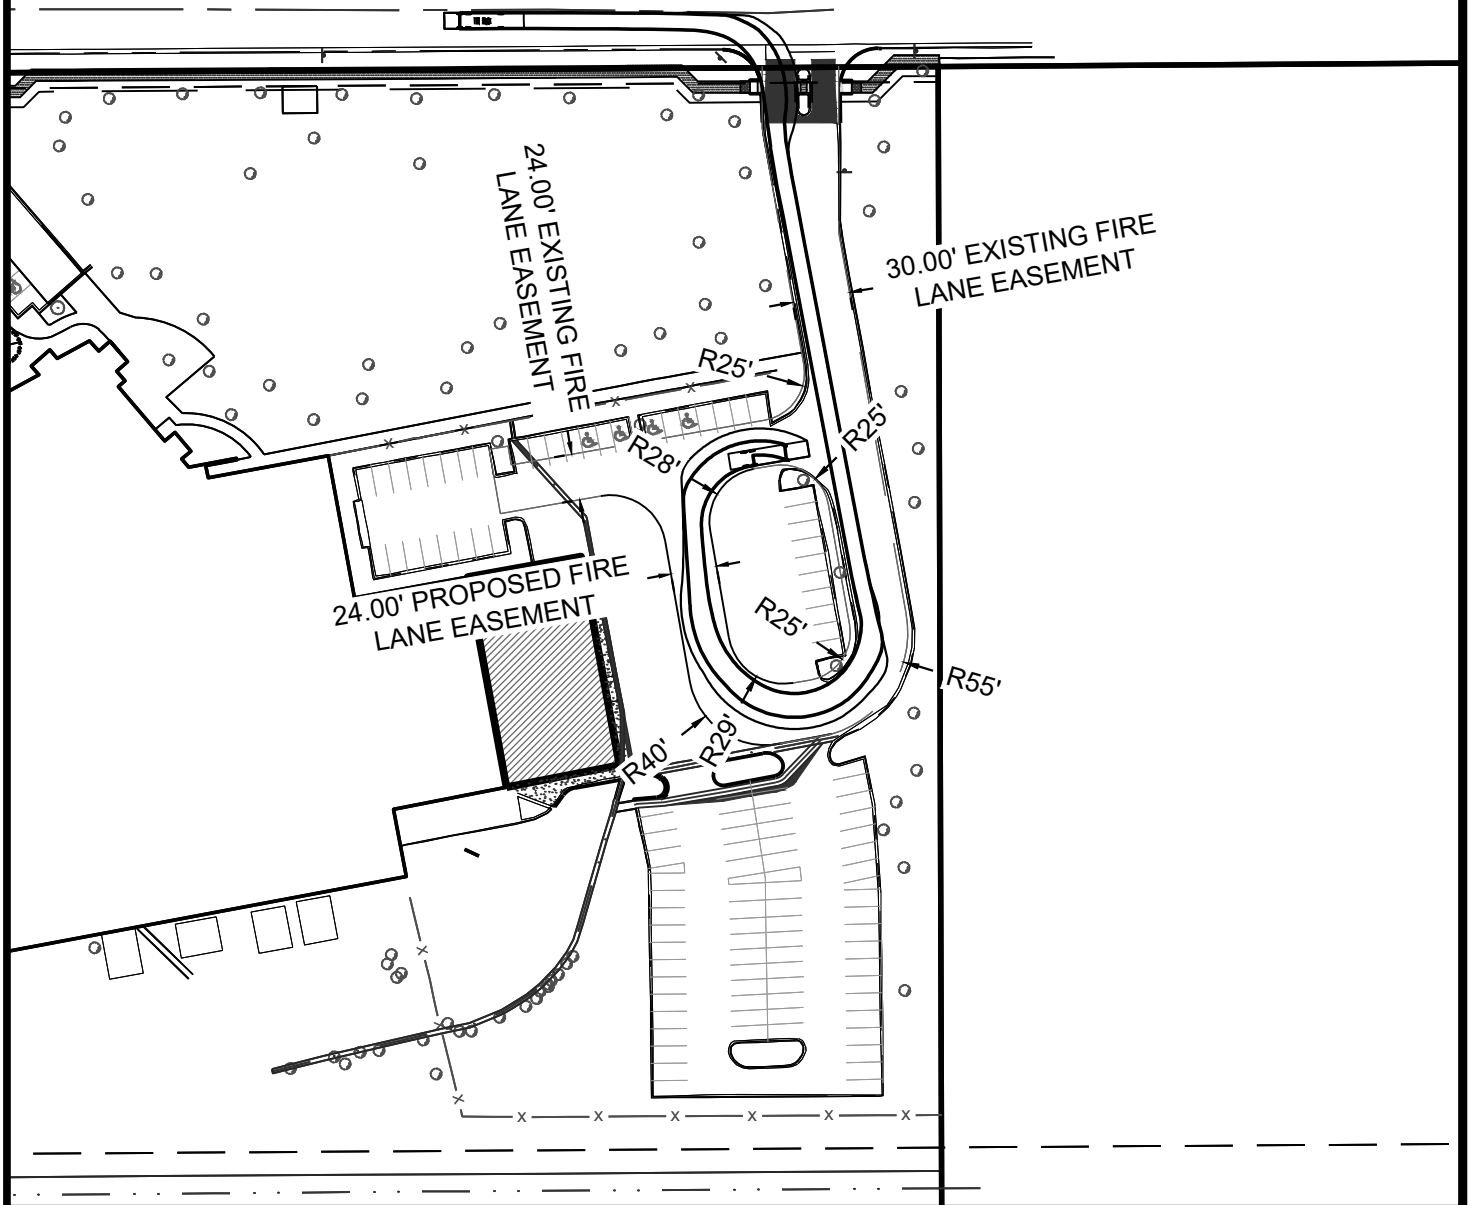 24.00' EXISTING FIRE
LANE EASEMENT
30.00' EXISTING FIRE
LANE EASEMENT
R25'
R25'
R28'
24.00' PROPOSED FIRE
LANE EASEMENT
R25'
R55'
R29'
R40'